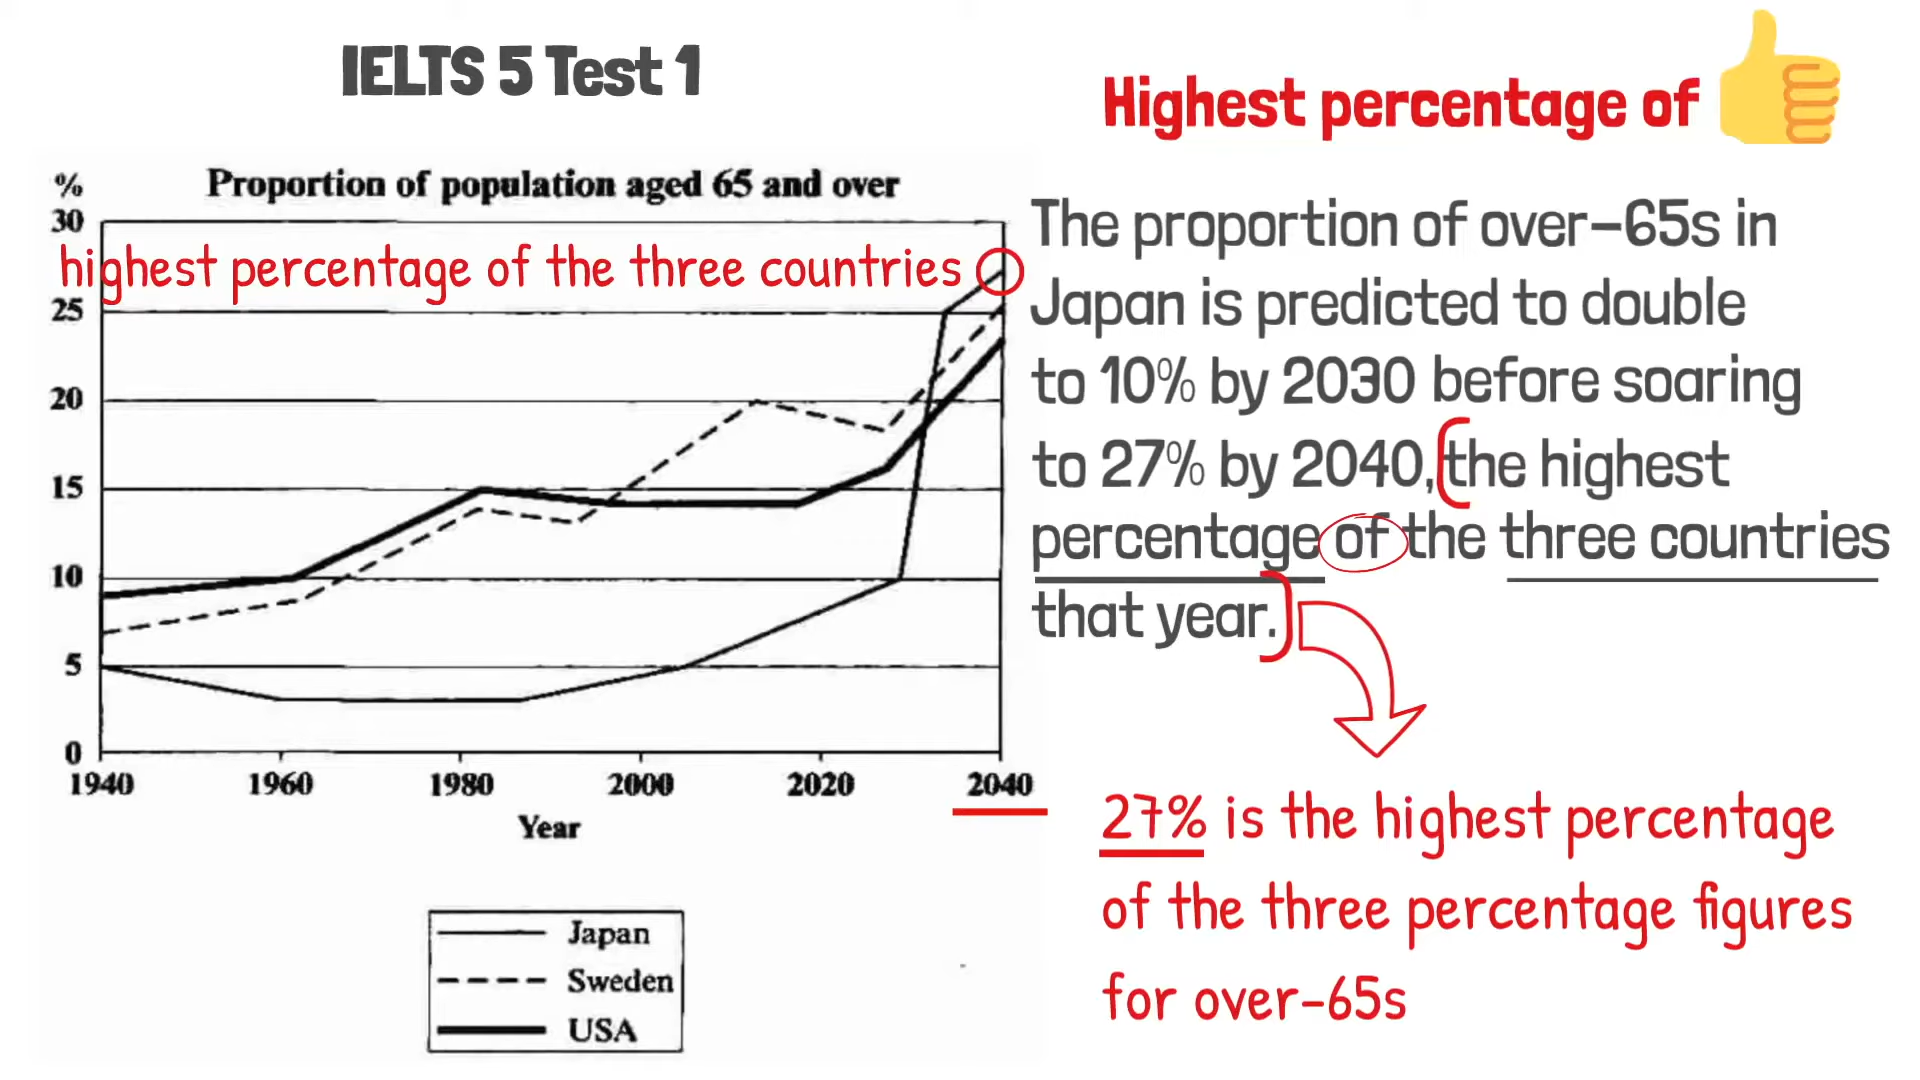 IELTS 5 Test 1
% Proportion of population aged 65 and over
30
highest percentage of the three countries
25
20
15
10
5
0
1940 1960 1980 2000 2020 2040
Year
Japan
Sweden
USA
Highest percentage of
The proportion of over-65s in
Japan is predicted to double
to 10% by 2030 before soaring
to 27% by 2040, the highest
percentage of the three countries
that year.
27% is the highest percentage
of the three percentage figures
for over-65s